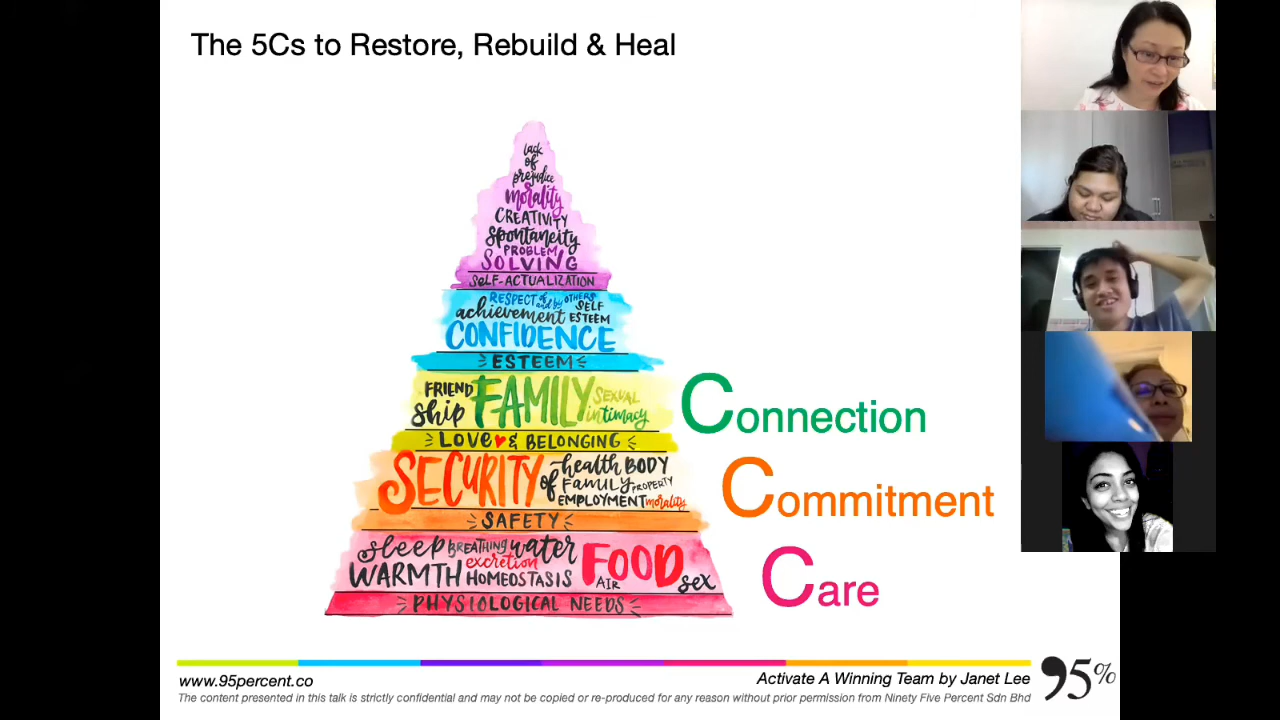 The 5Cs to Restore, Rebuild & Heal
lack
of
prejudice
morality
CREATIVITY
spontaneity
PROBLEM
SOLVING
SELF-ACTUALIZATION
RESPECT of and by OTHERS
achievement SELF ESTEEM
CONFIDENCE
ESTEEM
FRIENDship FAMILY SEXUAL intimacy
Connection
LOVE & BELONGING
SECURITY of health BODY
FAMILY PROPERTY
EMPLOYMENT morality
Commitment
SAFETY
sleep BREATHING water
excretion FOOD
WARMTH HOMEOSTASIS AIR sex
Care
PHYSIOLOGICAL NEEDS
www.95percent.co
Activate A Winning Team by Janet Lee
The content presented in this talk is strictly confidential and may not be copied or re-produced for any reason without prior permission from Ninety Five Percent Sdn Bhd
95%